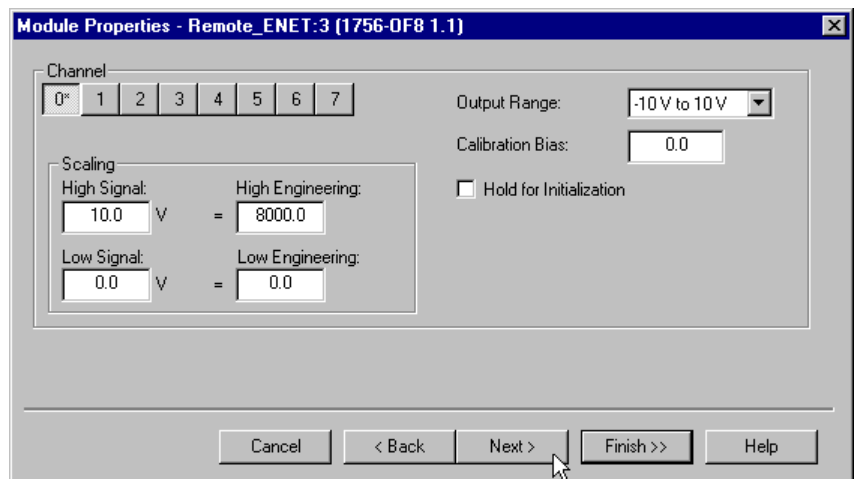 Module Properties - Remote_ENET:3 (1756-OF8 1.1)
Channel
0* 1 2 3 4 5 6 7
Output Range: -10 V to 10 V
Calibration Bias: 0.0
Hold for Initialization
Scaling
High Signal: High Engineering:
10.0 V = 8000.0
Low Signal: Low Engineering:
0.0 V = 0.0
Cancel < Back Next > Finish >> Help